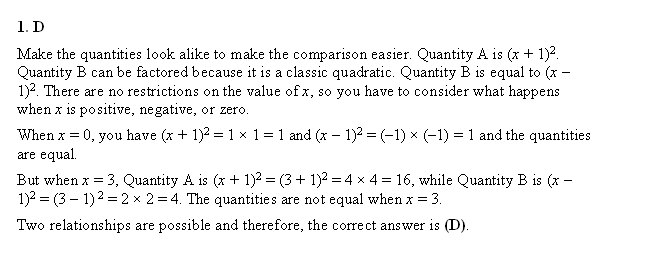 1. D
Make the quantities look alike to make the comparison easier. Quantity A is (x + 1)².
Quantity B can be factored because it is a classic quadratic. Quantity B is equal to (x –
1)². There are no restrictions on the value of x, so you have to consider what happens
when x is positive, negative, or zero.
When x = 0, you have (x + 1)² = 1 × 1 = 1 and (x – 1)² = (–1) × (–1) = 1 and the quantities
are equal.
But when x = 3, Quantity A is (x + 1)² = (3 + 1)² = 4 × 4 = 16, while Quantity B is (x –
1)² = (3 – 1)² = 2 × 2 = 4. The quantities are not equal when x = 3.
Two relationships are possible and therefore, the correct answer is (D).